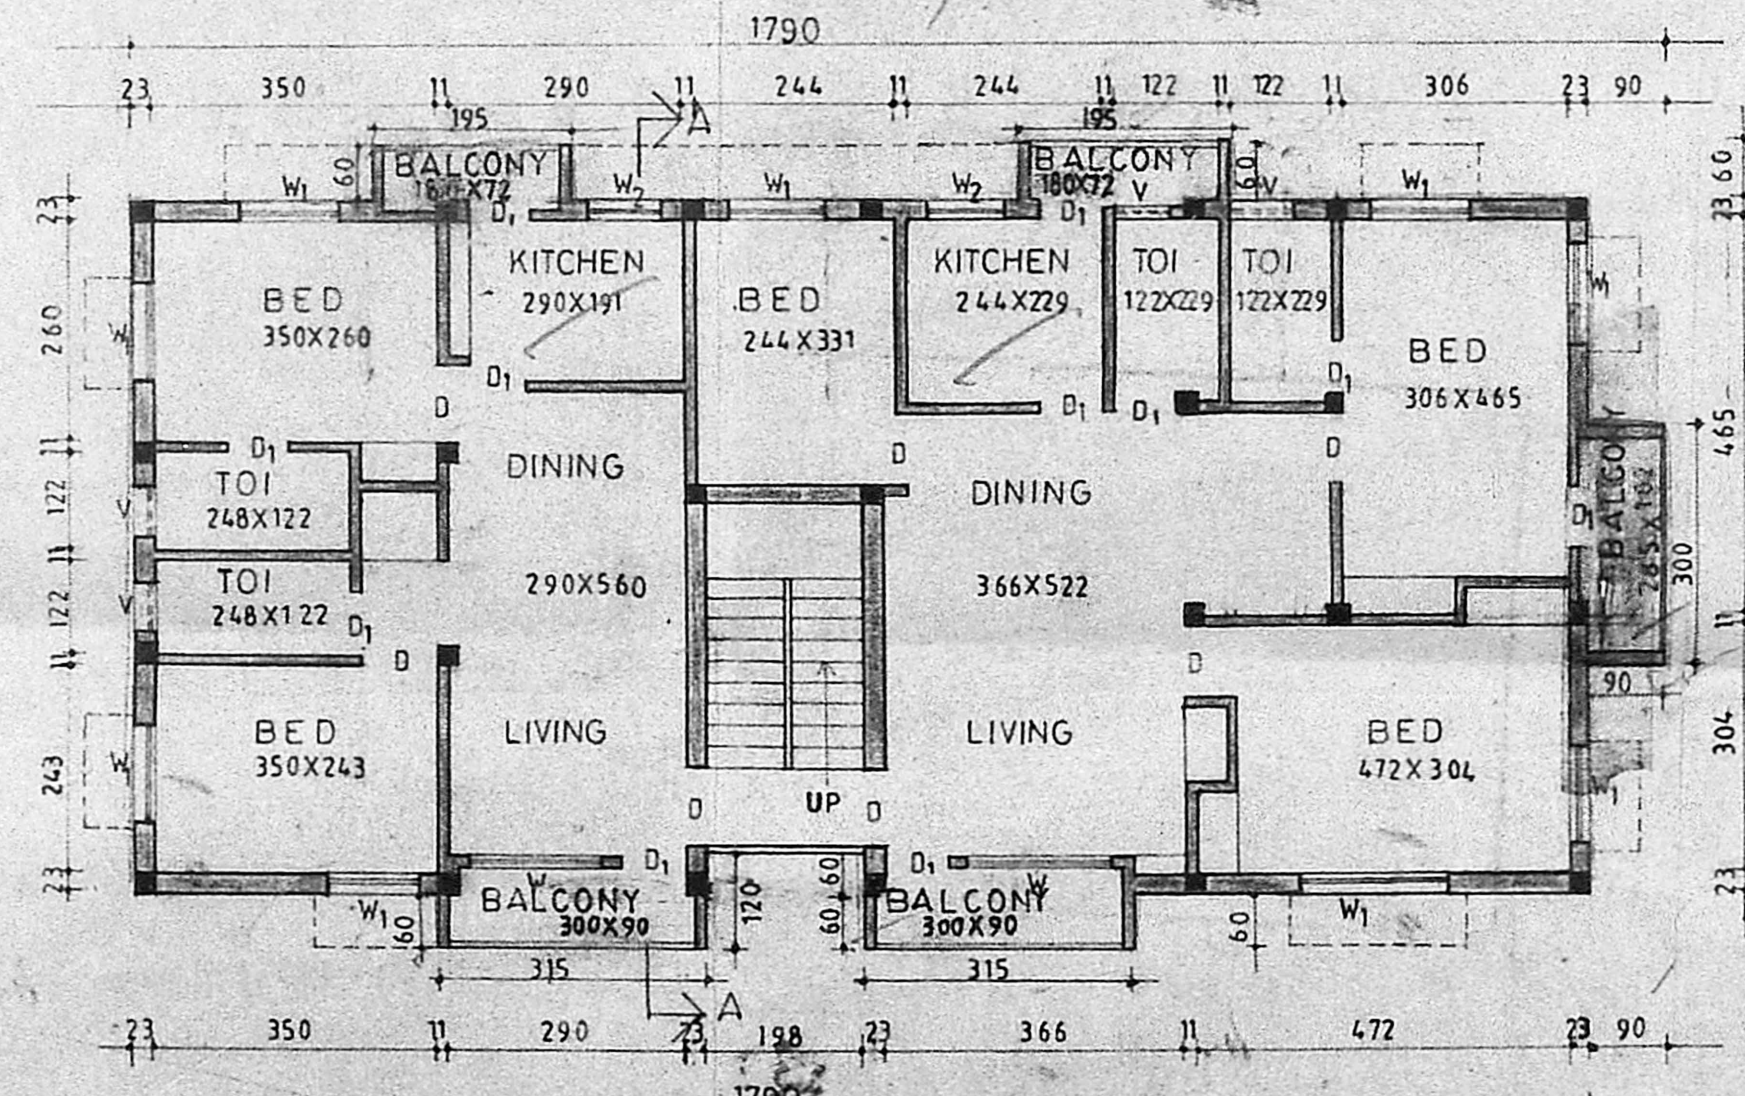 1790
23 350 11 290 11 244 11 244 11 122 11 122 11 306 23 90
195 A 195
60 BALCONY BALCONY 60 60
180X72
W1 W2 W1 W2 V V W1
23 D1 D1 23
KITCHEN KITCHEN TOI TOI
BED 290X191 BED 244X229 122X229 122X229 W1
350X260 244X331 BED
260 W1 306X465
D1 D1 D1 D1
D 465
11 D1 D D
TOI DINING DINING
122 V 248X122 D1 BALCONY
11 300
TOI 290X560 366X522
122 V 248X122 11
D1
11 D D
90
BED LIVING LIVING BED 304
243 W1 350X243 472X304 W1
D UP D
D1 D1
23 W 60 W 23
W1 60 BALCONY 120 60 BALCONY 60 W1
300X90 300X90
315 315
A
23 350 11 290 23 198 23 366 11 472 23 90
1790